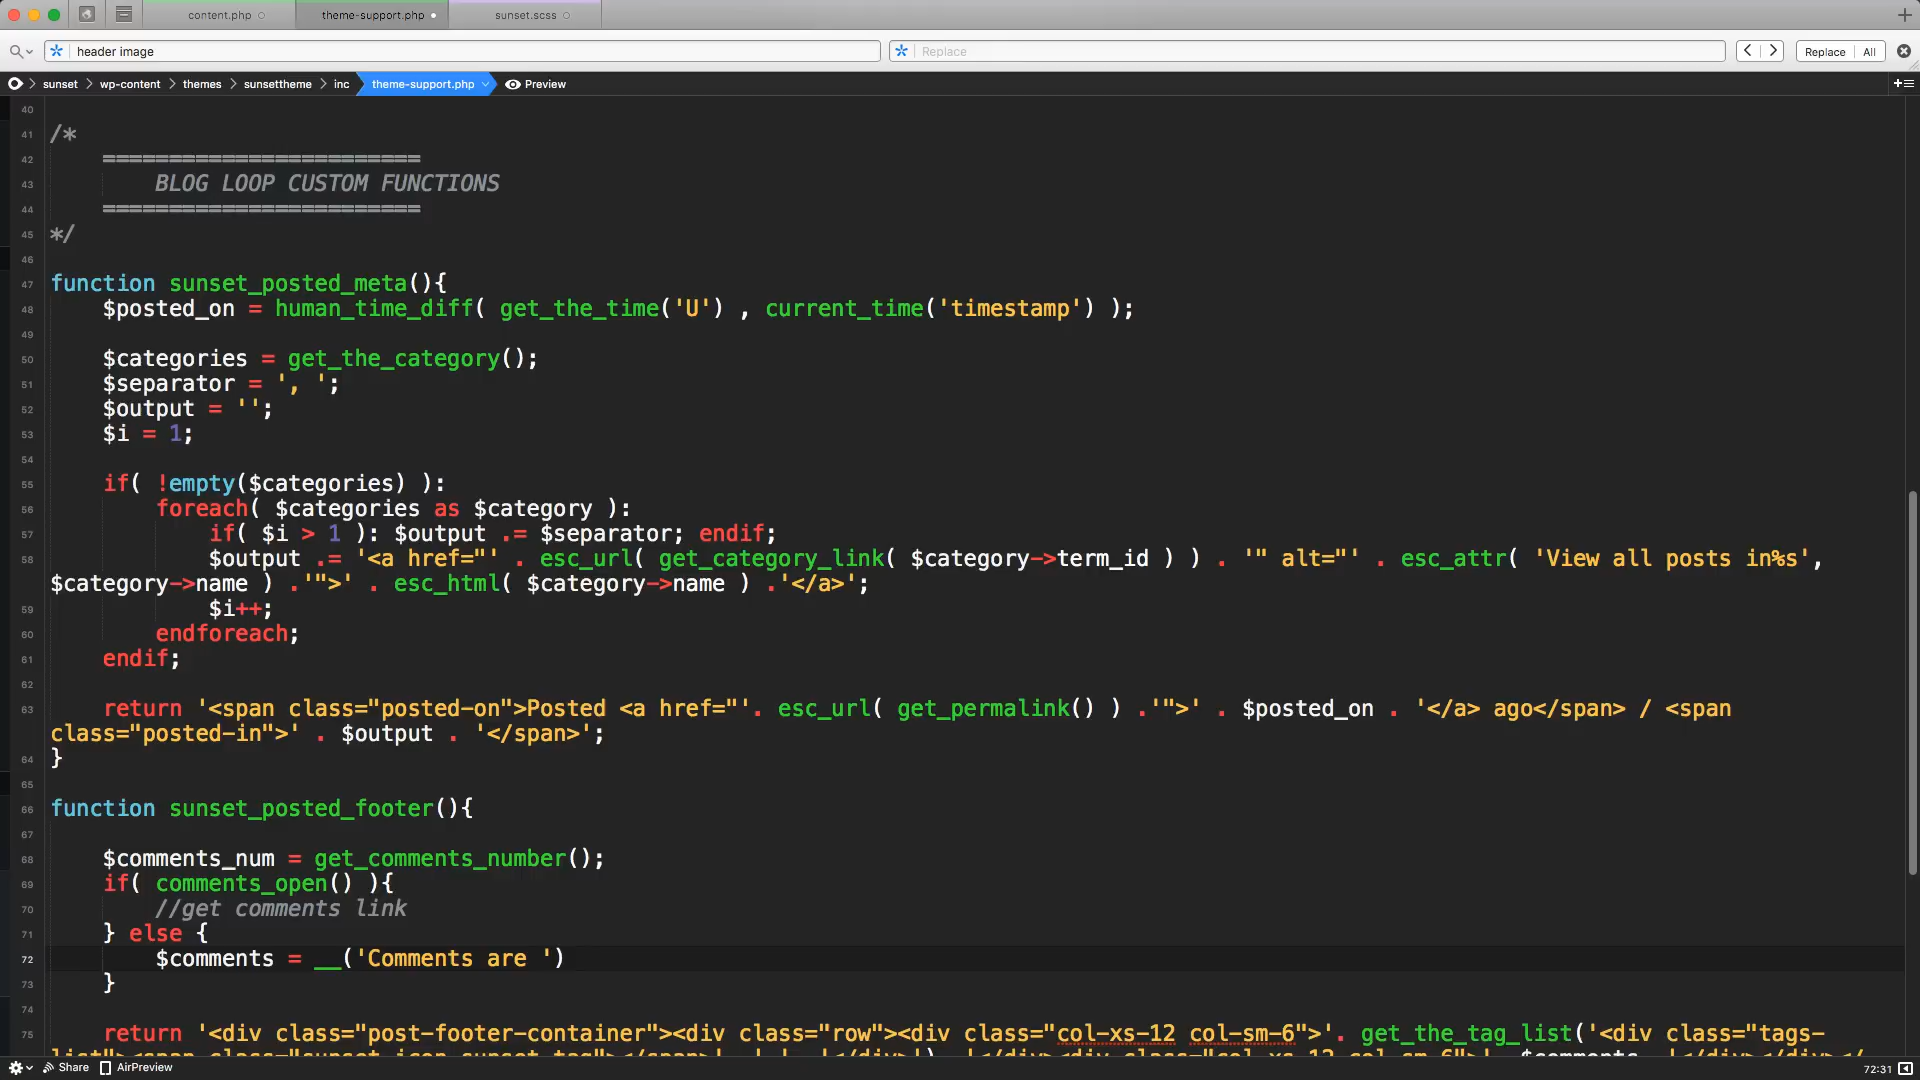 content.php
theme-support.php
sunset.scss
header image
Replace
Replace All
sunset wp-content themes sunsettheme inc theme-support.php Preview
40
41 /*
42 ========================
43 BLOG LOOP CUSTOM FUNCTIONS
44 ========================
45 */
46
47 function sunset_posted_meta(){
48 $posted_on = human_time_diff( get_the_time('U') , current_time('timestamp') );
49
50 $categories = get_the_category();
51 $separator = ', ';
52 $output = '';
53 $i = 1;
54
55 if( !empty($categories) ):
56 foreach( $categories as $category ):
57 if( $i > 1 ): $output .= $separator; endif;
58 $output .= '<a href="' . esc_url( get_category_link( $category->term_id ) ) . '" alt="' . esc_attr( 'View all posts in%s',
$category->name ) .'">' . esc_html( $category->name ) .'</a>';
59 $i++;
60 endforeach;
61 endif;
62
63 return '<span class="posted-on">Posted <a href="'. esc_url( get_permalink() ) .'">' . $posted_on . '</a> ago</span> / <span
class="posted-in">' . $output . '</span>';
64 }
65
66 function sunset_posted_footer(){
67
68 $comments_num = get_comments_number();
69 if( comments_open() ){
70 //get comments link
71 } else {
72 $comments = __('Comments are ')
73 }
74
75 return '<div class="post-footer-container"><div class="row"><div class="col-xs-12 col-sm-6">'. get_the_tag_list('<div class="tags-
Share AirPreview 72:31